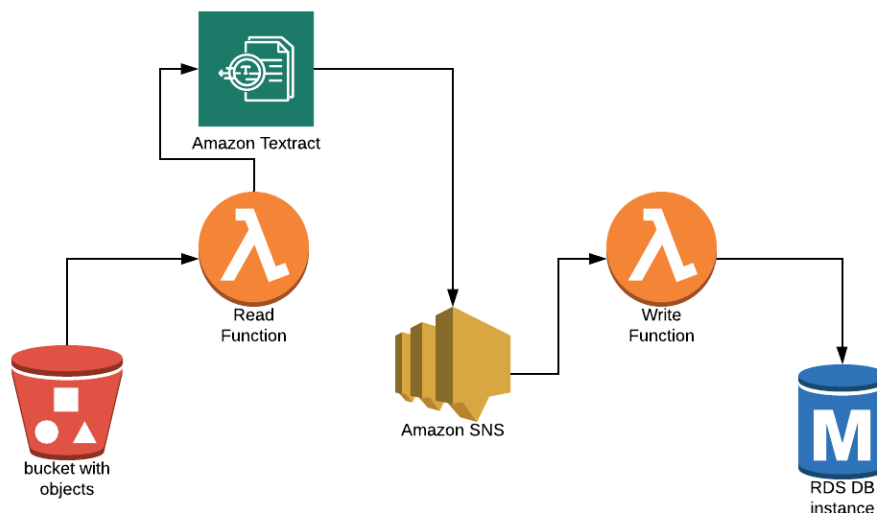 Amazon Textract
Read
Function
Write
Function
Amazon SNS
bucket with
objects
M
RDS DB
instance